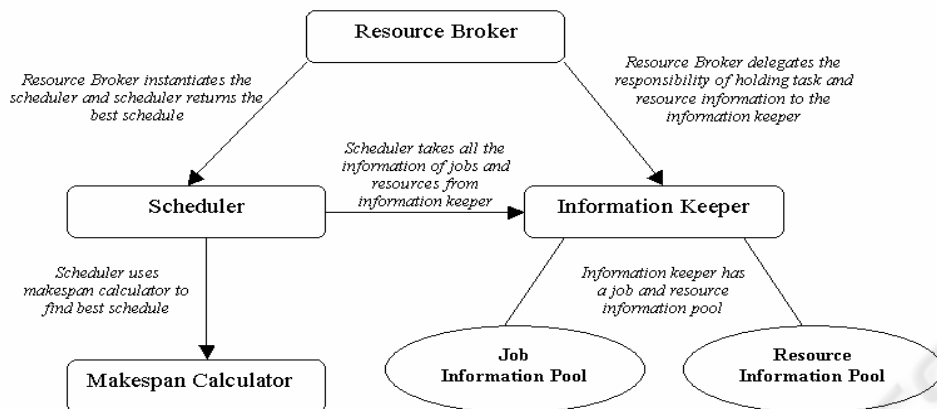 Resource Broker
Resource Broker instantiates the
scheduler and scheduler returns the
best schedule
Resource Broker delegates the
responsibility of holding task and
resource information to the
information keeper
Scheduler takes all the
information of jobs and
resources from
information keeper
Scheduler
Information Keeper
Scheduler uses
makespan calculator to
find best schedule
Information keeper has
a job and resource
information pool
Makespan Calculator
Job
Information Pool
Resource
Information Pool